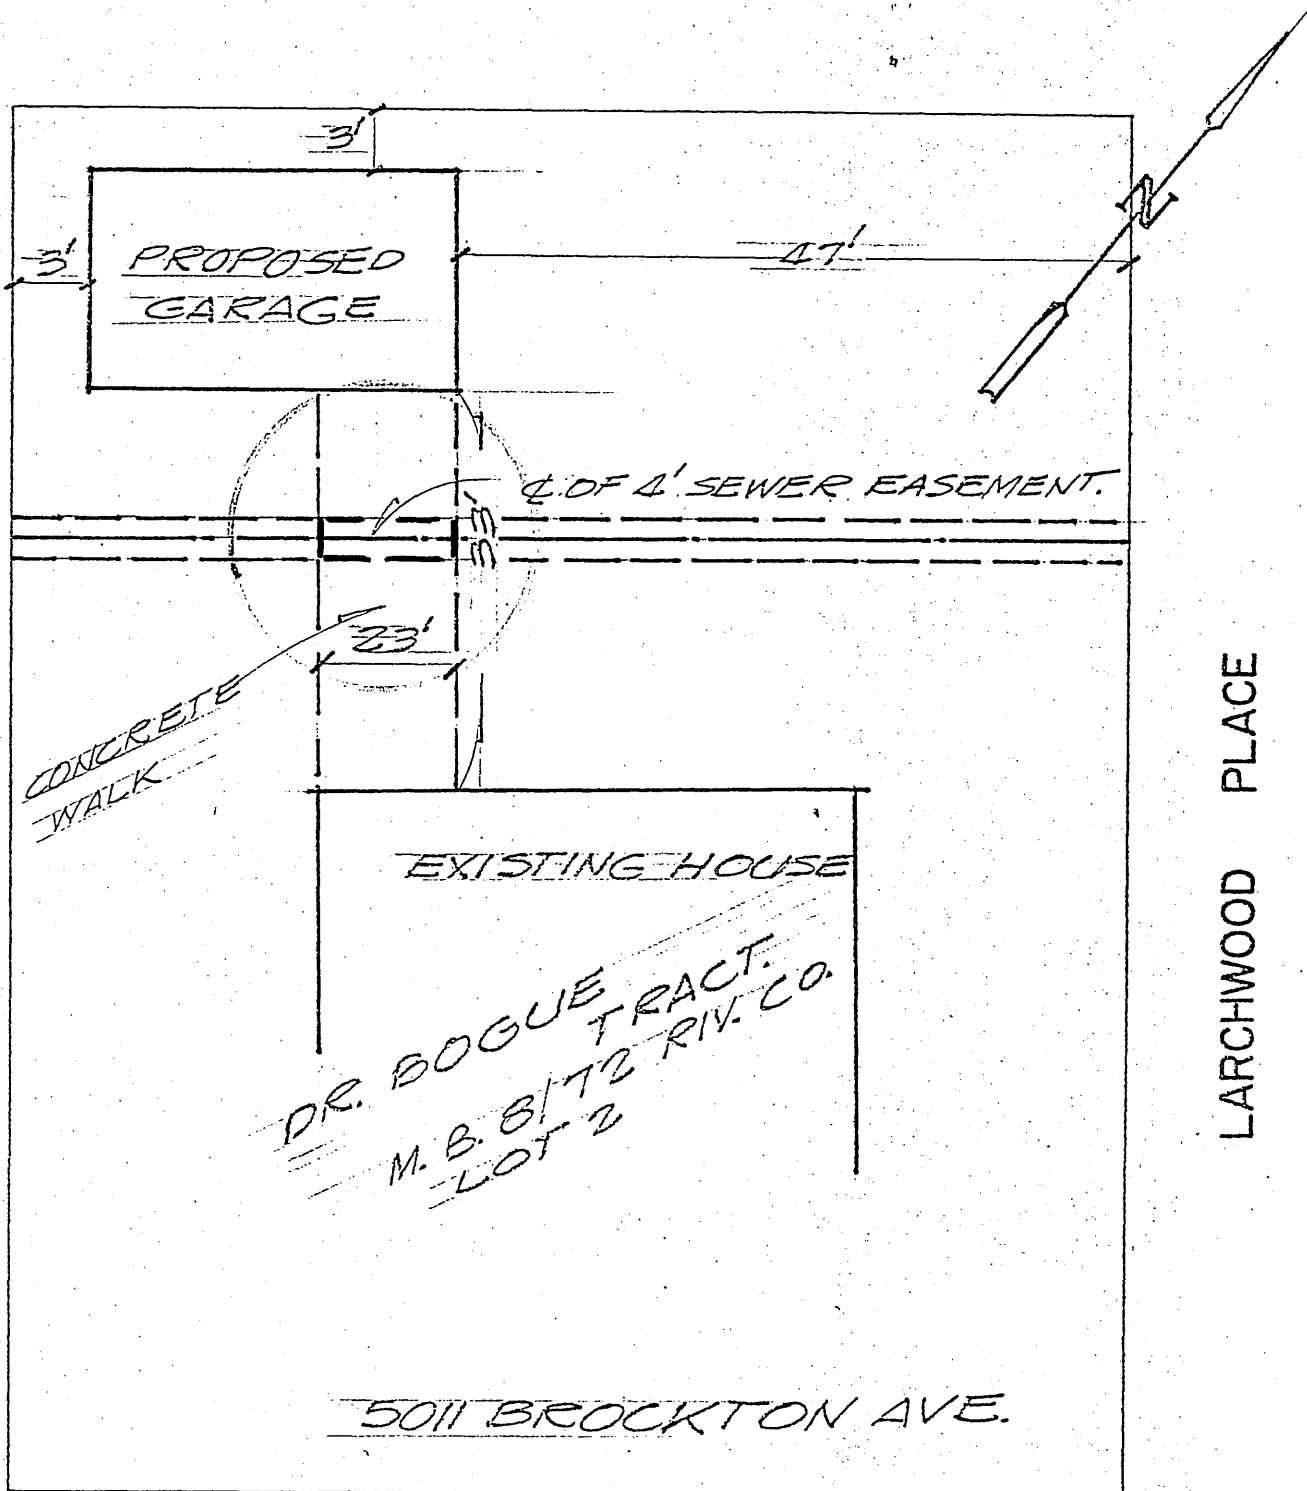 3'
N
3'
PROPOSED
GARAGE
47'
℄ OF 4' SEWER EASEMENT.
33'
23'
CONCRETE
WALK
EXISTING HOUSE
DR. BOGUE
TRACT.
M. B. 8/72 RIV. CO.
LOT 2
LARCHWOOD PLACE
5011 BROCKTON AVE.